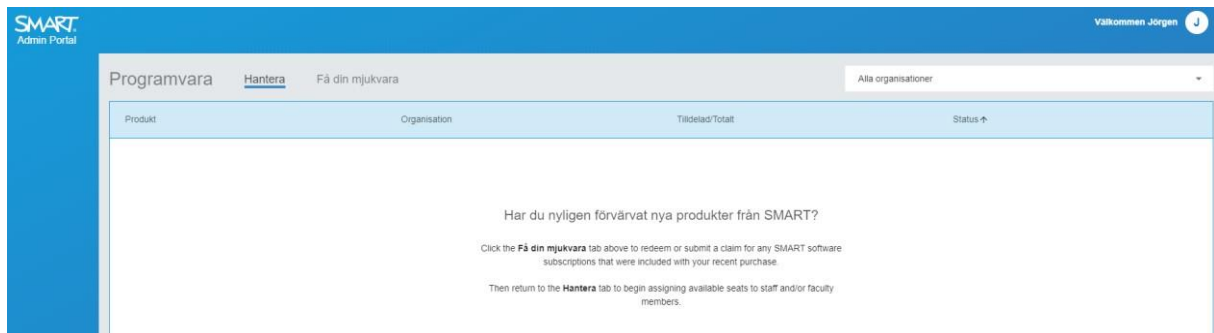 SMART
Admin Portal
Välkommen Jörgen J
Programvara Hantera Få din mjukvara Alla organisationer
Produkt Organisation Tilldelad/Totalt Status
Har du nyligen förvärvat nya produkter från SMART?
Click the Få din mjukvara tab above to redeem or submit a claim for any SMART software
subscriptions that were included with your recent purchase.
Then return to the Hantera tab to begin assigning available seats to staff and/or faculty
members.